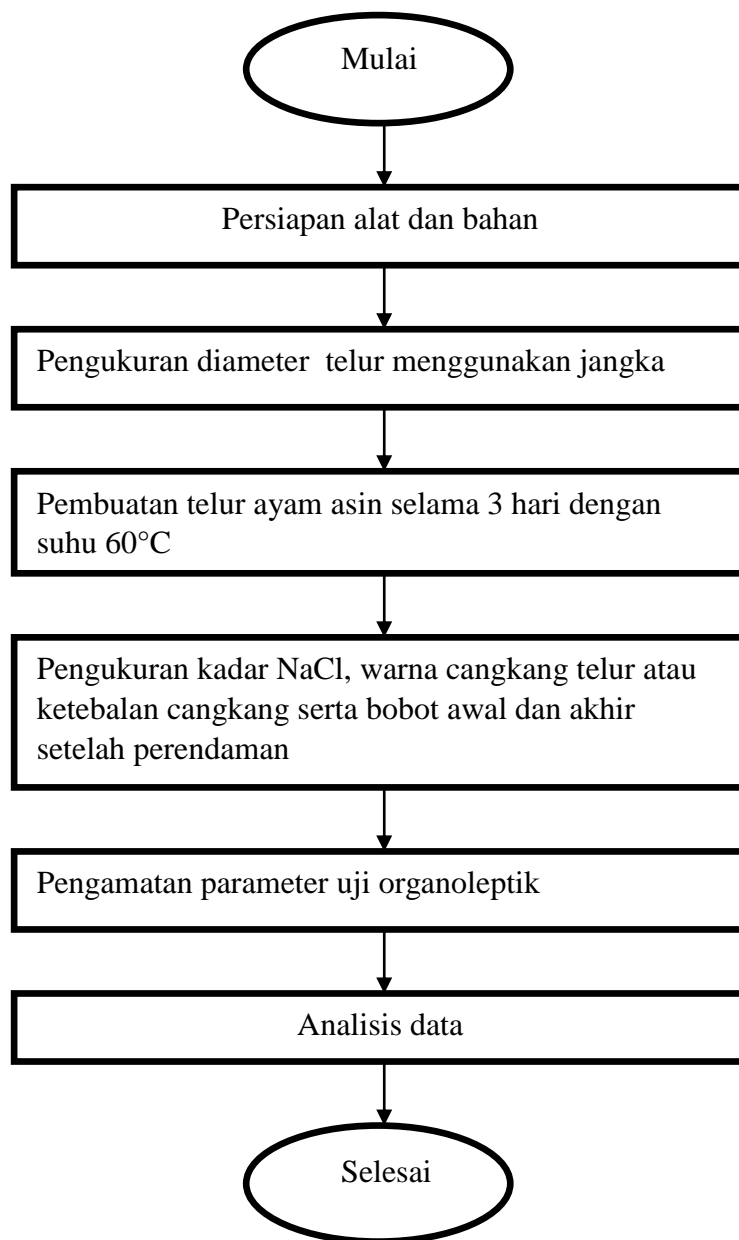 Mulai
Persiapan alat dan bahan
Pengukuran diameter  telur menggunakan jangka
Pembuatan telur ayam asin selama 3 hari dengan
suhu 60°C
Pengukuran kadar NaCl, warna cangkang telur atau
ketebalan cangkang serta bobot awal dan akhir
setelah perendaman
Pengamatan parameter uji organoleptik
Analisis data
Selesai